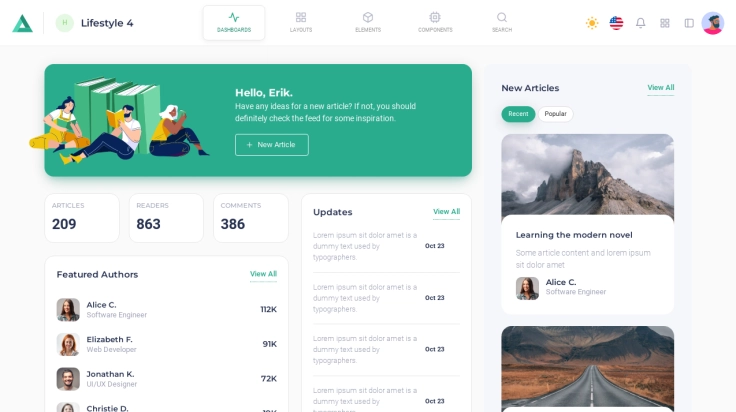 H
Lifestyle 4
DASHBOARDS
LAYOUTS
ELEMENTS
COMPONENTS
SEARCH
Hello, Erik.
Have any ideas for a new article? If not, you should
definitely check the feed for some inspiration.
+ New Article
ARTICLES
209
READERS
863
COMMENTS
386
Featured Authors
View All
Alice C.
Software Engineer
112K
Elizabeth F.
Web Developer
91K
Jonathan K.
UI/UX Designer
72K
Christie D.
Updates
View All
Lorem ipsum sit dolor amet is a
dummy text used by
typographers
Oct 23
Lorem ipsum sit dolor amet is a
dummy text used by
typographers
Oct 23
Lorem ipsum sit dolor amet is a
dummy text used by
typographers
Oct 23
Lorem ipsum sit dolor amet is a
dummy text used by
Oct 23
New Articles
View All
Recent
Popular
Learning the modern novel
Some article content and lorem ipsum
sit dolor amet
Alice C.
Software Engineer